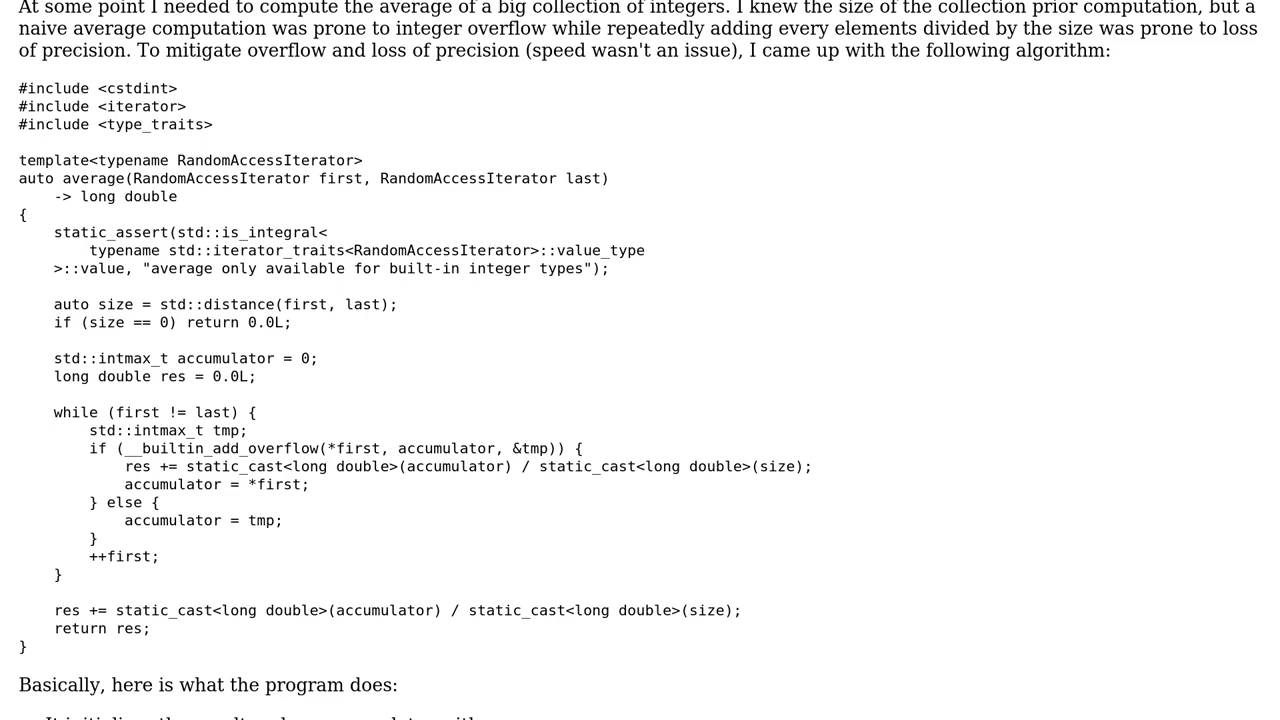 At some point I needed to compute the average of a big collection of integers. I knew the size of the collection prior computation, but a
naive average computation was prone to integer overflow while repeatedly adding every elements divided by the size was prone to loss
of precision. To mitigate overflow and loss of precision (speed wasn't an issue), I came up with the following algorithm:
#include <cstdint>
#include <iterator>
#include <type_traits>
template<typename RandomAccessIterator>
auto average(RandomAccessIterator first, RandomAccessIterator last)
    -> long double
{
    static_assert(std::is_integral<
        typename std::iterator_traits<RandomAccessIterator>::value_type
    >::value, "average only available for built-in integer types");
    auto size = std::distance(first, last);
    if (size == 0) return 0.0L;
    std::intmax_t accumulator = 0;
    long double res = 0.0L;
    while (first != last) {
        std::intmax_t tmp;
        if (__builtin_add_overflow(*first, accumulator, &tmp)) {
            res += static_cast<long double>(accumulator) / static_cast<long double>(size);
            accumulator = *first;
        } else {
            accumulator = tmp;
        }
        ++first;
    }
    res += static_cast<long double>(accumulator) / static_cast<long double>(size);
    return res;
}
Basically, here is what the program does: